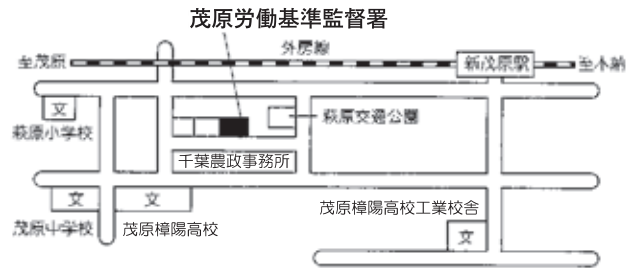 茂原労働基準監督署
外房線
至茂原
新茂原駅
至本納
文
萩原小学校
萩原交通公園
千葉農政事務所
文
文
茂原中学校
茂原樟陽高校
茂原樟陽高校工業校舎
文